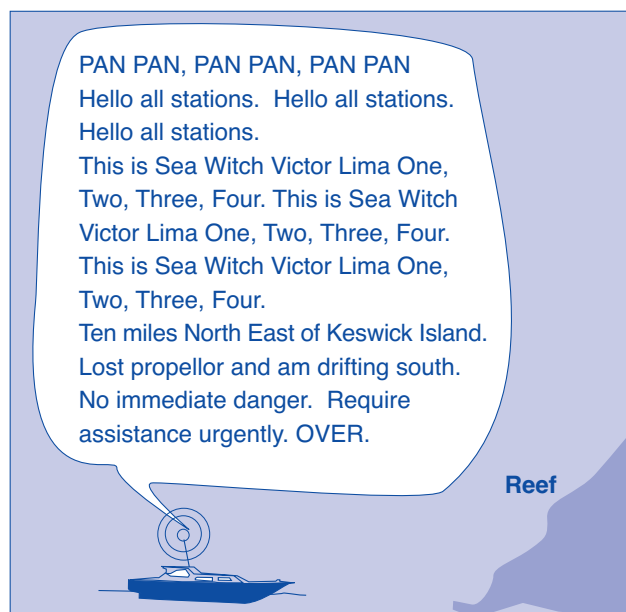 PAN PAN, PAN PAN, PAN PAN
Hello all stations.  Hello all stations.
Hello all stations.
This is Sea Witch Victor Lima One,
Two, Three, Four. This is Sea Witch
Victor Lima One, Two, Three, Four.
This is Sea Witch Victor Lima One,
Two, Three, Four.
Ten miles North East of Keswick Island.
Lost propellor and am drifting south.
No immediate danger.  Require
assistance urgently. OVER.
Reef